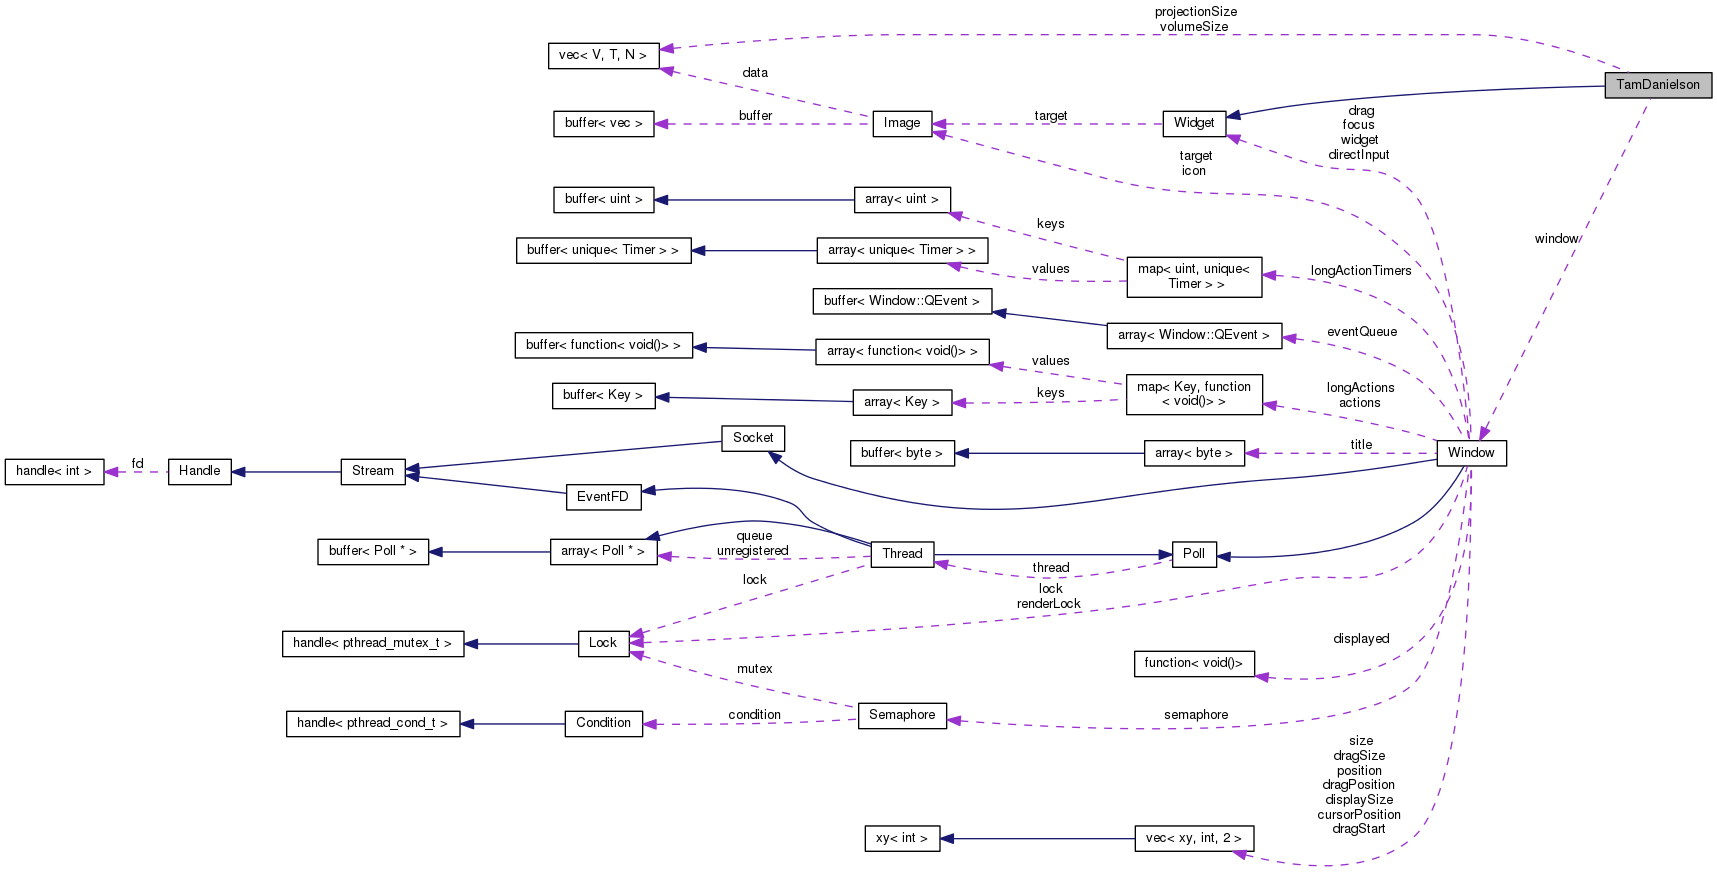 projectionSize
volumeSize
vec< V, T, N >
data
TamDanielson
buffer< vec >
buffer
Image
target
Widget
drag
focus
widget
directInput
target
icon
buffer< uint >
array< uint >
keys
window
buffer< unique< Timer > >
array< unique< Timer > >
values
map< uint, unique<
Timer > >
longActionTimers
buffer< Window::QEvent >
array< Window::QEvent >
eventQueue
buffer< function< void()> >
array< function< void()> >
values
map< Key, function
< void()> >
longActions
actions
buffer< Key >
array< Key >
keys
Socket
buffer< byte >
array< byte >
title
Window
handle< int >
fd
Handle
Stream
EventFD
buffer< Poll * >
array< Poll * >
queue
unregistered
Thread
Poll
thread
lock
lock
renderLock
handle< pthread_mutex_t >
Lock
displayed
function< void()>
mutex
handle< pthread_cond_t >
Condition
condition
Semaphore
semaphore
size
dragSize
position
dragPosition
displaySize
cursorPosition
dragStart
xy< int >
vec< xy, int, 2 >